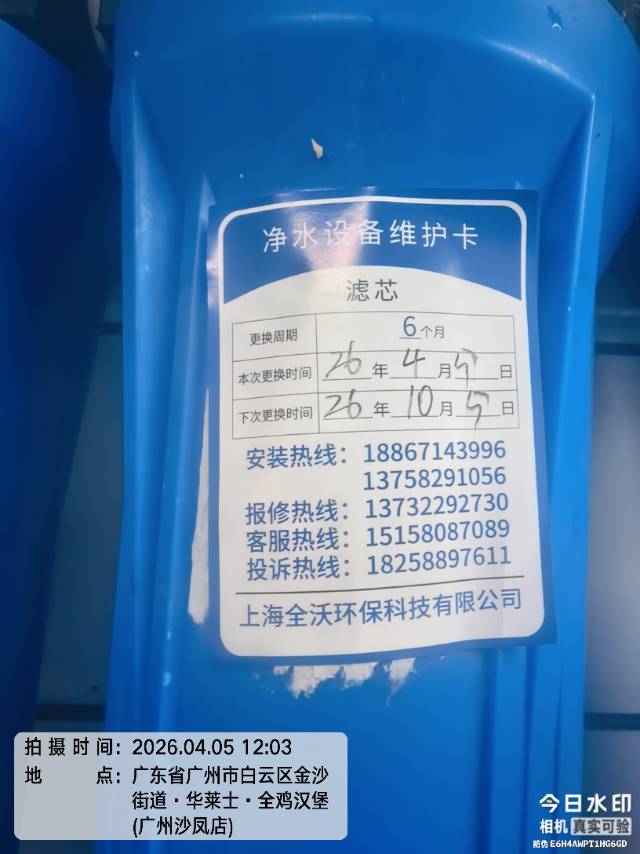 净水设备维护卡
滤芯
更换周期 6个月
本次更换时间 26年4月5日
下次更换时间 26年10月5日
安装热线：18867143996
13758291056
报修热线：13732292730
客服热线：15158087089
投诉热线：18258897611
上海全沃环保科技有限公司
拍摄时间：2026.04.05 12:03
地点：广东省广州市白云区金沙
街道·华莱士·全鸡汉堡
(广州沙凤店)
今日水印
相机 真实可验
防伪 E6H4AWPT1HG6GD